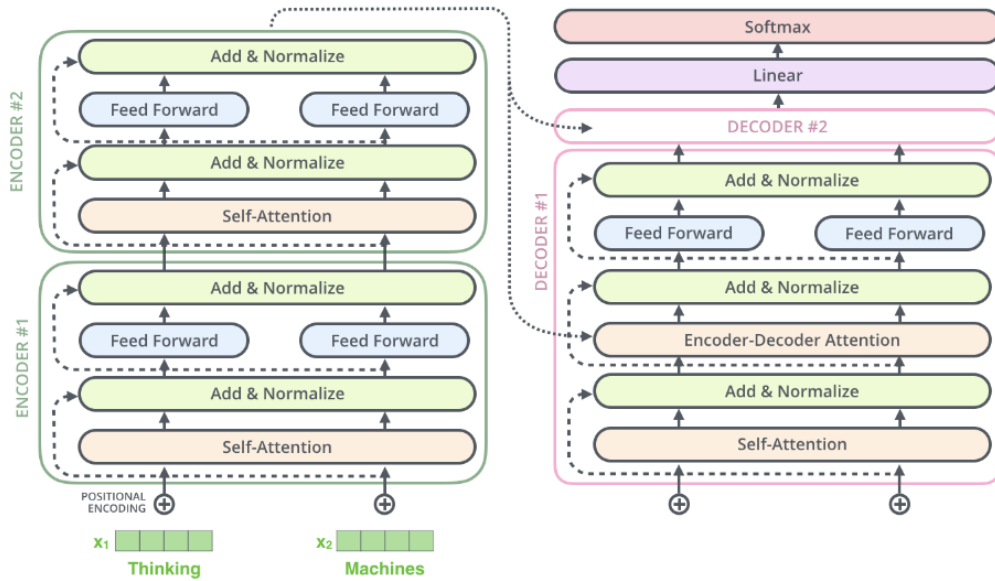 ENCODER #2
Add & Normalize
Feed Forward Feed Forward
Add & Normalize
Self-Attention
ENCODER #1
Add & Normalize
Feed Forward Feed Forward
Add & Normalize
Self-Attention
POSITIONAL
ENCODING
x₁ x₂
Thinking Machines
Softmax
Linear
DECODER #2
DECODER #1
Add & Normalize
Feed Forward Feed Forward
Add & Normalize
Encoder-Decoder Attention
Add & Normalize
Self-Attention